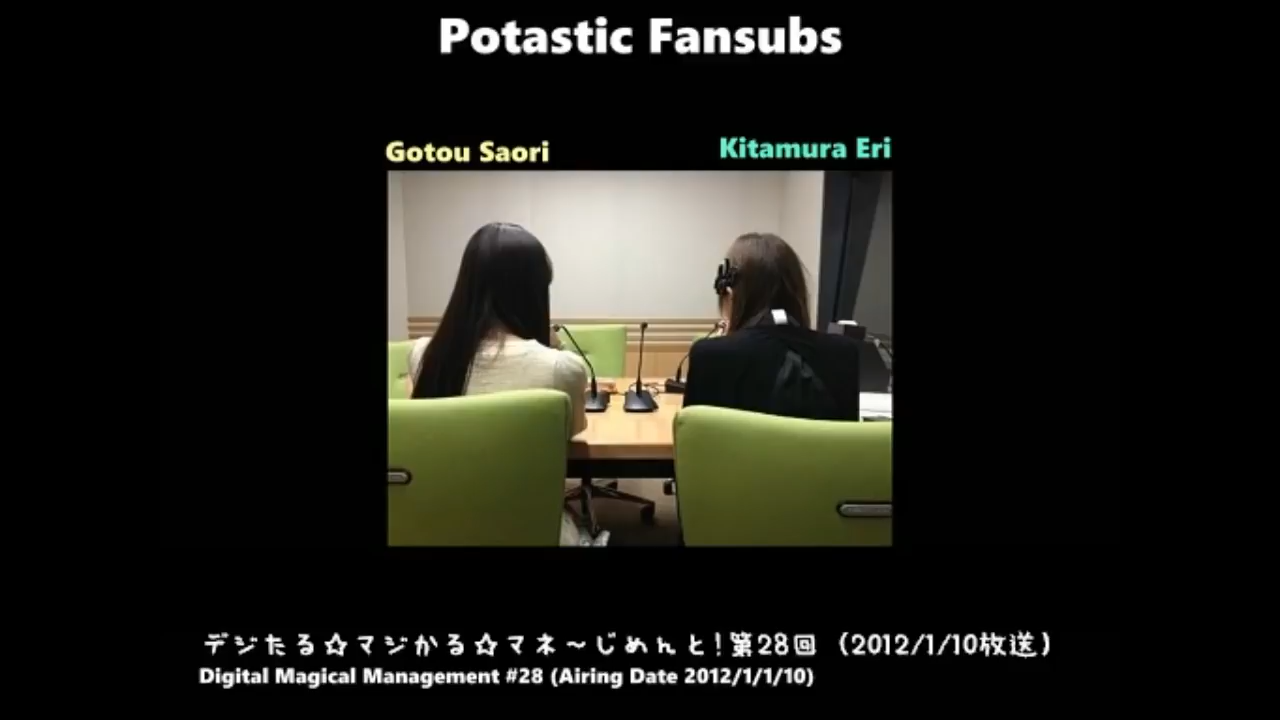 Potastic Fansubs
Gotou Saori
Kitamura Eri
デジたる☆マジかる☆マネ〜じめんと!第28回 (2012/1/10放送)
Digital Magical Management #28 (Airing Date 2012/1/1/10)